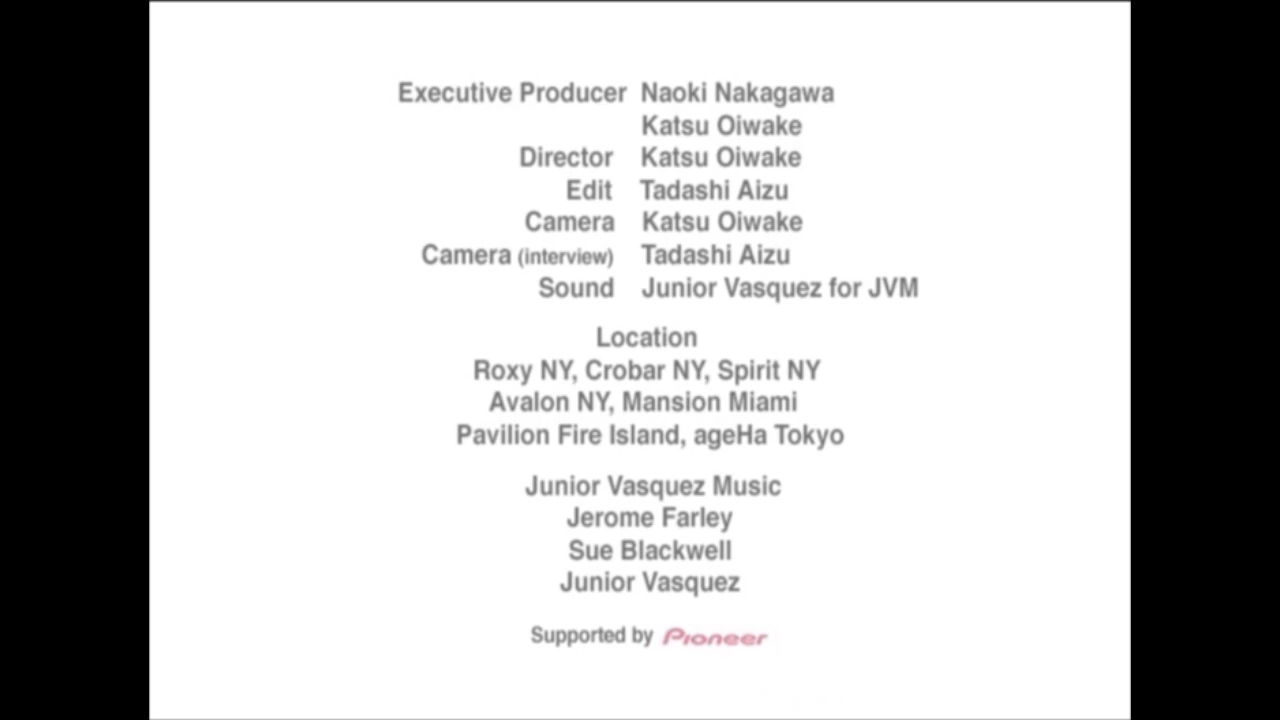 Executive Producer Naoki Nakagawa
Katsu Oiwake
Director Katsu Oiwake
Edit Tadashi Aizu
Camera Katsu Oiwake
Camera (interview) Tadashi Aizu
Sound Junior Vasquez for JVM
Location
Roxy NY, Crobar NY, Spirit NY
Avalon NY, Mansion Miami
Pavilion Fire Island, ageHa Tokyo
Junior Vasquez Music
Jerome Farley
Sue Blackwell
Junior Vasquez
Supported by Pioneer